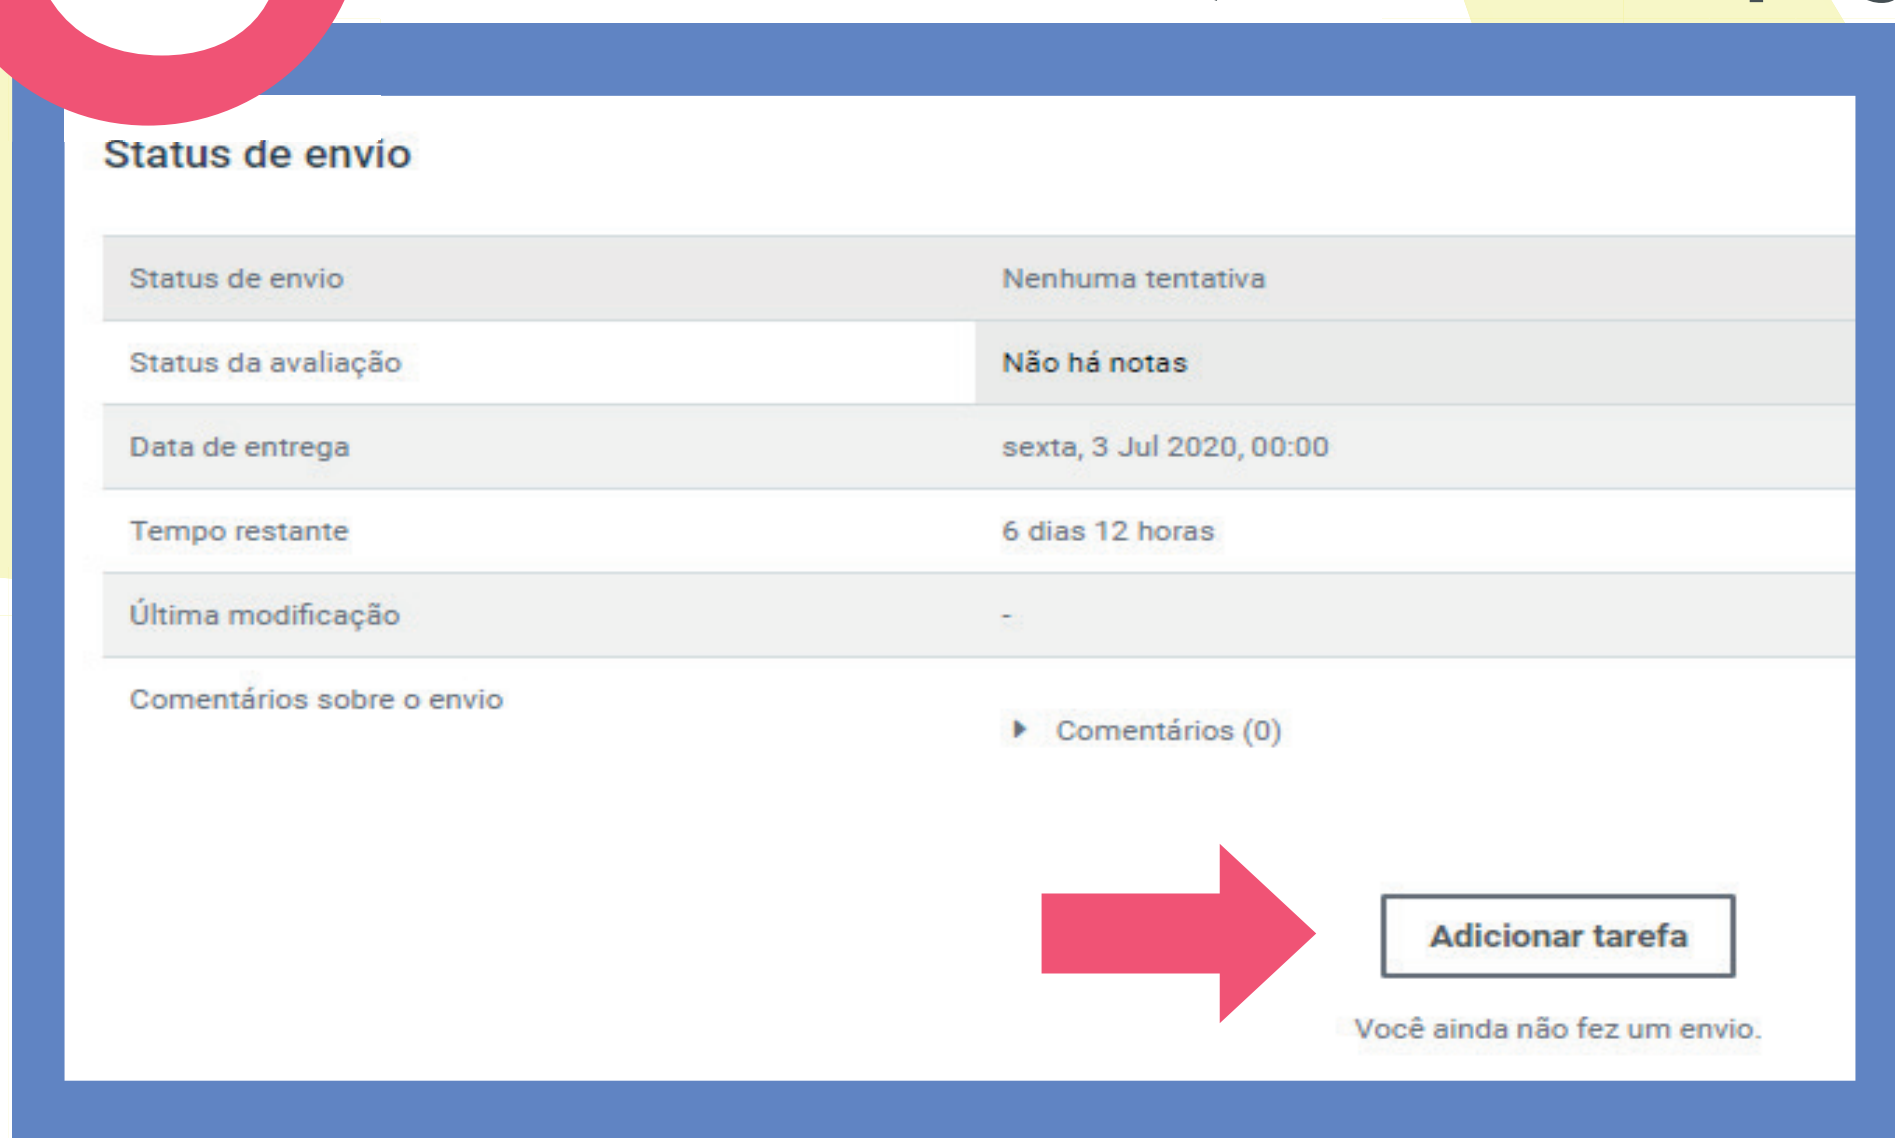 Status de envio
Status de envio Nenhuma tentativa
Status da avaliação Não há notas
Data de entrega sexta, 3 Jul 2020, 00:00
Tempo restante 6 dias 12 horas
Última modificação -
Comentários sobre o envio
Comentários (0)
Adicionar tarefa
Você ainda não fez um envio.